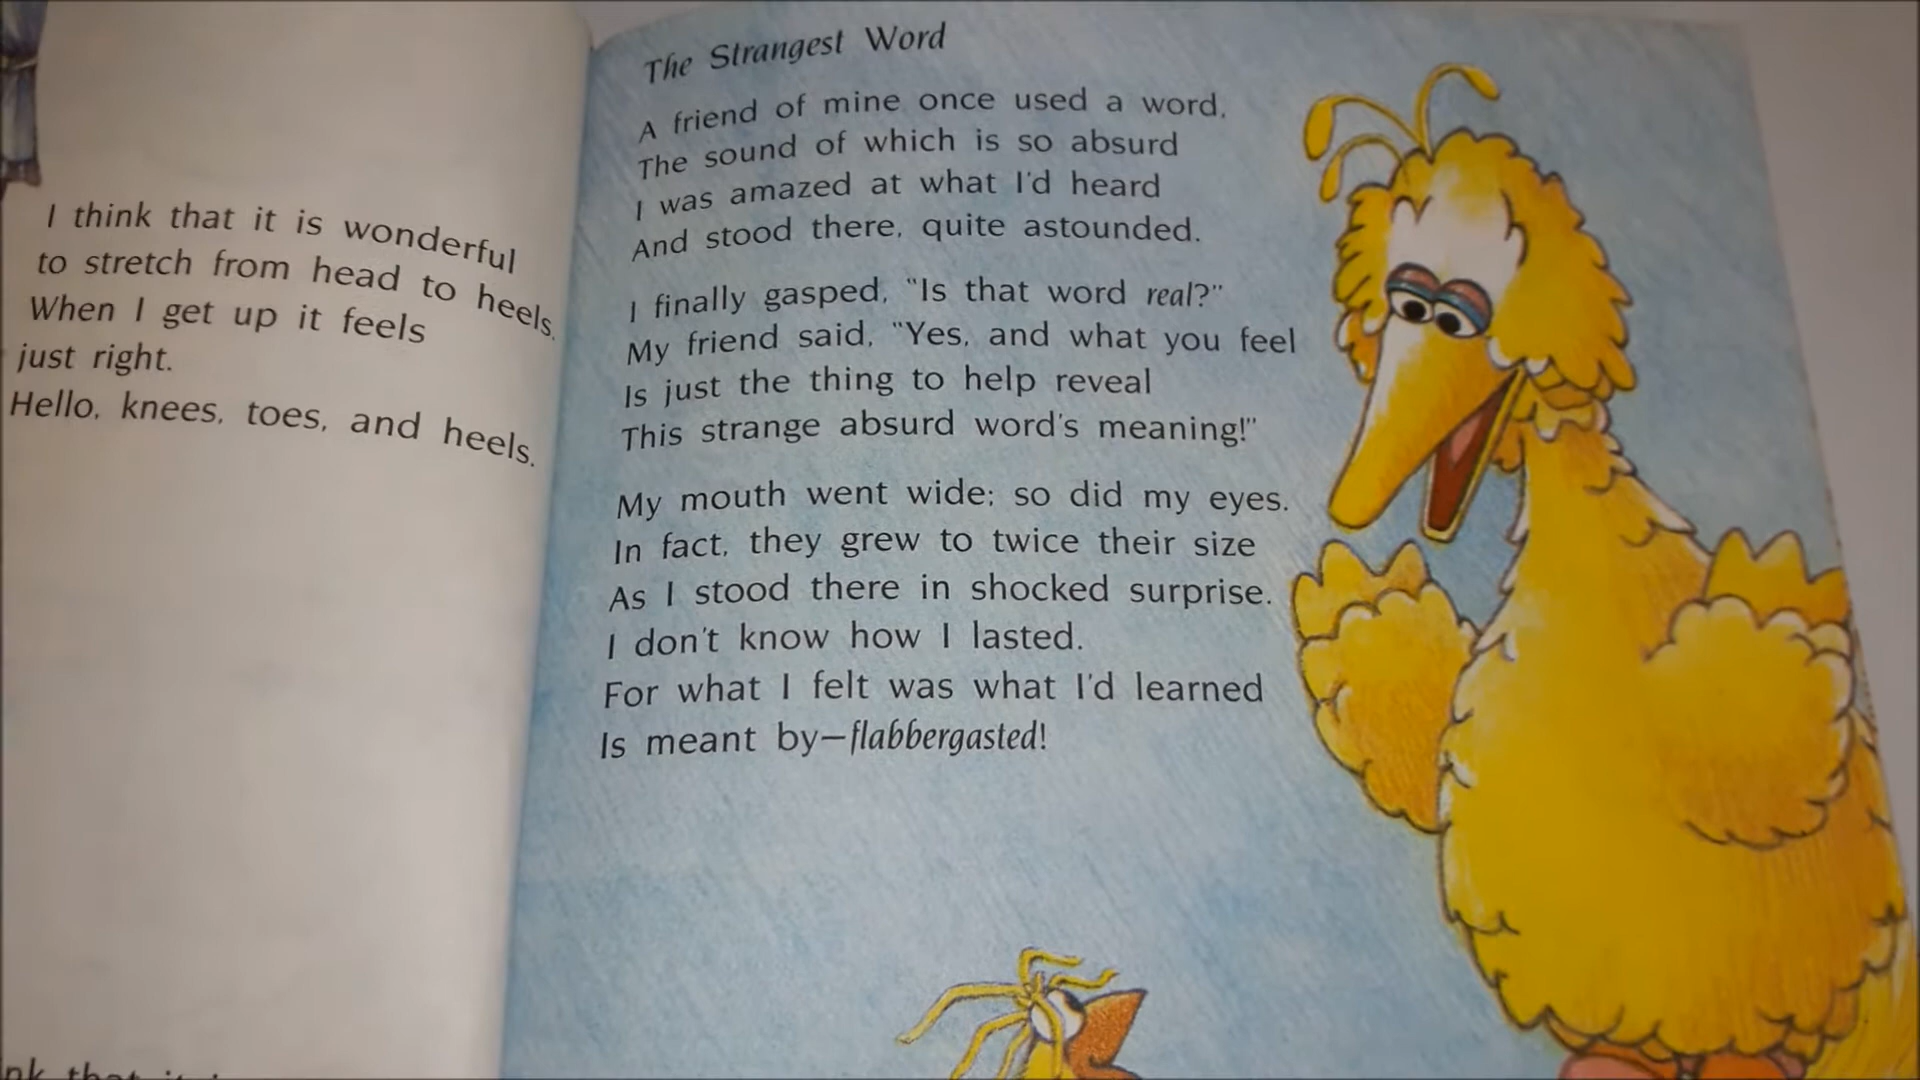 I think that it is wonderful
to stretch from head to heels.
When I get up it feels
just right.
Hello, knees, toes, and heels.
that it
The Strangest Word
A friend of mine once used a word,
The sound of which is so absurd
I was amazed at what I'd heard
And stood there, quite astounded.
I finally gasped, "Is that word real?"
My friend said, "Yes, and what you feel
Is just the thing to help reveal
This strange absurd word's meaning!"
My mouth went wide; so did my eyes.
In fact, they grew to twice their size
As I stood there in shocked surprise.
I don't know how I lasted.
For what I felt was what I'd learned
Is meant by—flabbergasted!